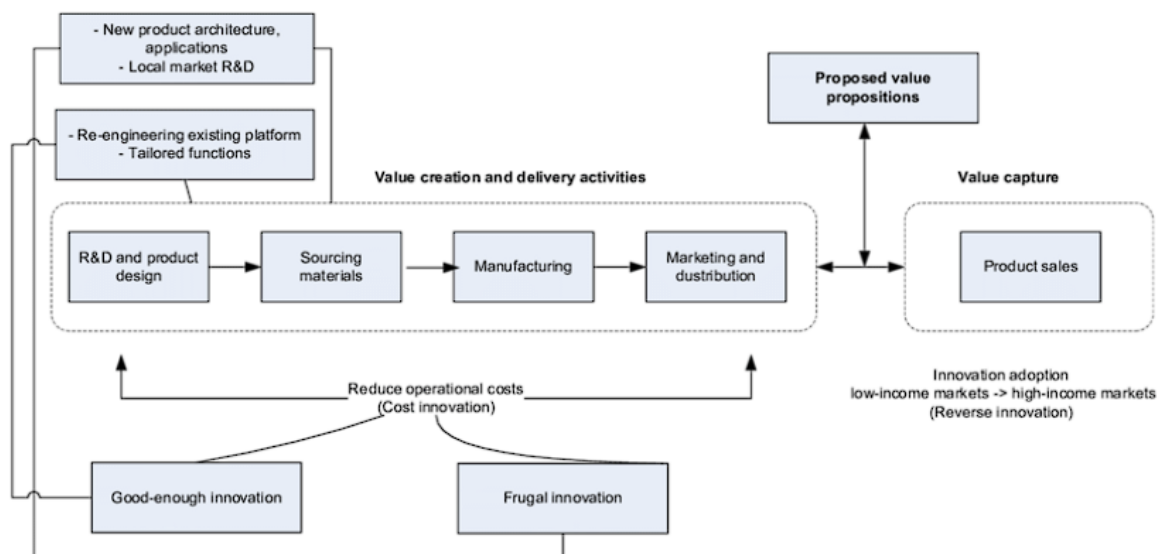 - New product architecture,
applications
- Local market R&D
Proposed value
propositions
- Re-engineering existing platform
- Tailored functions
Value creation and delivery activities
Value capture
R&D and product
design
Sourcing
materials
Manufacturing
Marketing and
dustribution
Product sales
Reduce operational costs
(Cost innovation)
Innovation adoption
low-income markets -> high-income markets
(Reverse innovation)
Good-enough innovation
Frugal innovation